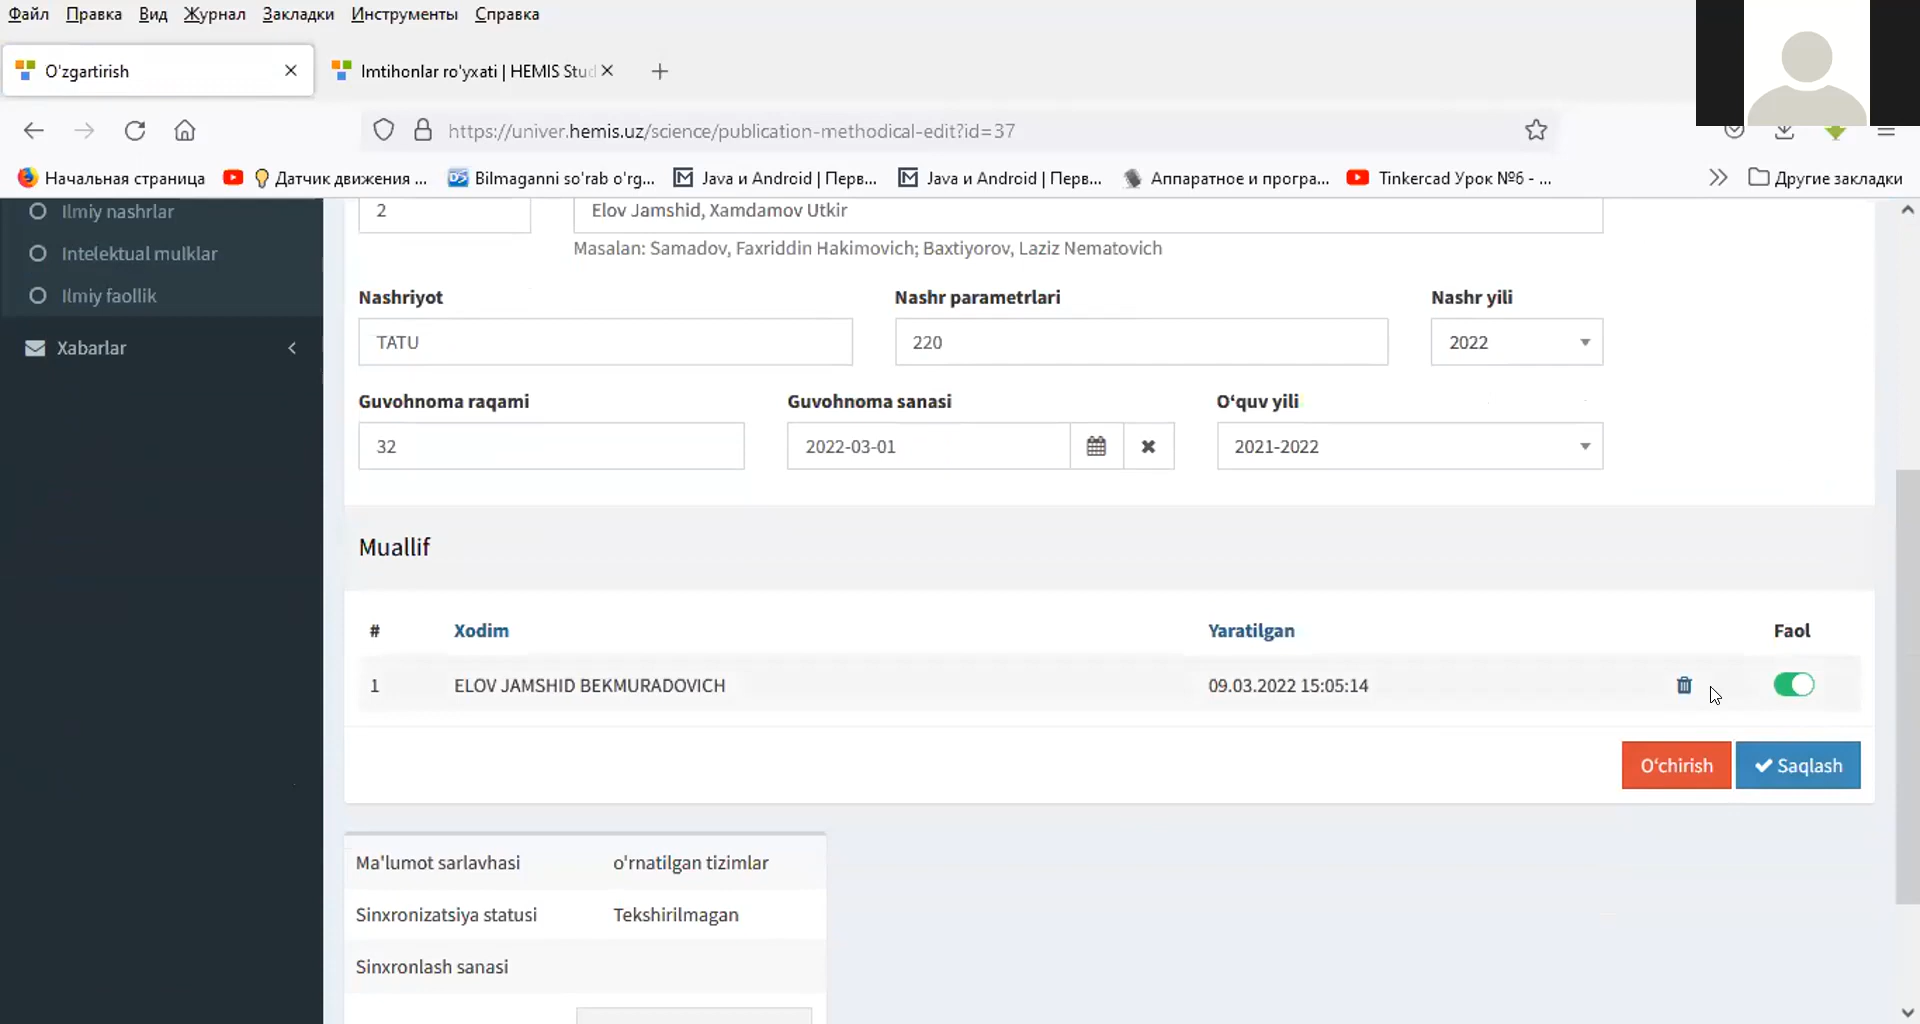 Файл Правка Вид Журнал Закладки Инструменты Справка
O'zgartirish
Imtihonlar ro'yxati | HEMIS Stud
https://univer.hemis.uz/science/publication-methodical-edit?id=37
Начальная страница
Датчик движения ...
Bilmaganni so'rab o'rg...
Java и Android | Перв...
Java и Android | Перв...
Аппаратное и програ...
Tinkercad Урок №6 - ...
Другие закладки
Ilmiy nashrlar
Intelektual mulklar
Ilmiy faollik
Xabarlar
2
Elov Jamshid, Xamdamov Utkir
Masalan: Samadov, Faxriddin Hakimovich; Baxtiyorov, Laziz Nematovich
Nashriyot Nashr parametrlari Nashr yili
TATU 220 2022
Guvohnoma raqami Guvohnoma sanasi O‘quv yili
32 2022-03-01 2021-2022
Muallif
# Xodim Yaratilgan Faol
1 ELOV JAMSHID BEKMURADOVICH 09.03.2022 15:05:14
O‘chirish Saqlash
Ma'lumot sarlavhasi o'rnatilgan tizimlar
Sinxronizatsiya statusi Tekshirilmagan
Sinxronlash sanasi